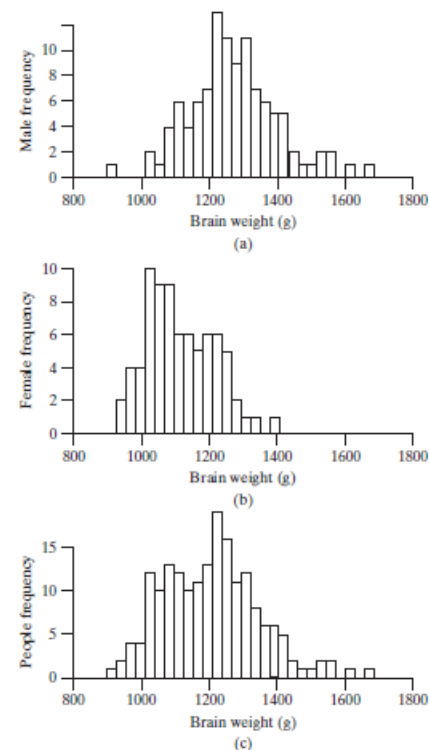 Male frequency
10
8
6
4
2
0
800 1000 1200 1400 1600 1800
Brain weight (g)
(a)
Female frequency
10
8
6
4
2
0
800 1000 1200 1400 1600 1800
Brain weight (g)
(b)
People frequency
15
10
5
0
800 1000 1200 1400 1600 1800
Brain weight (g)
(c)